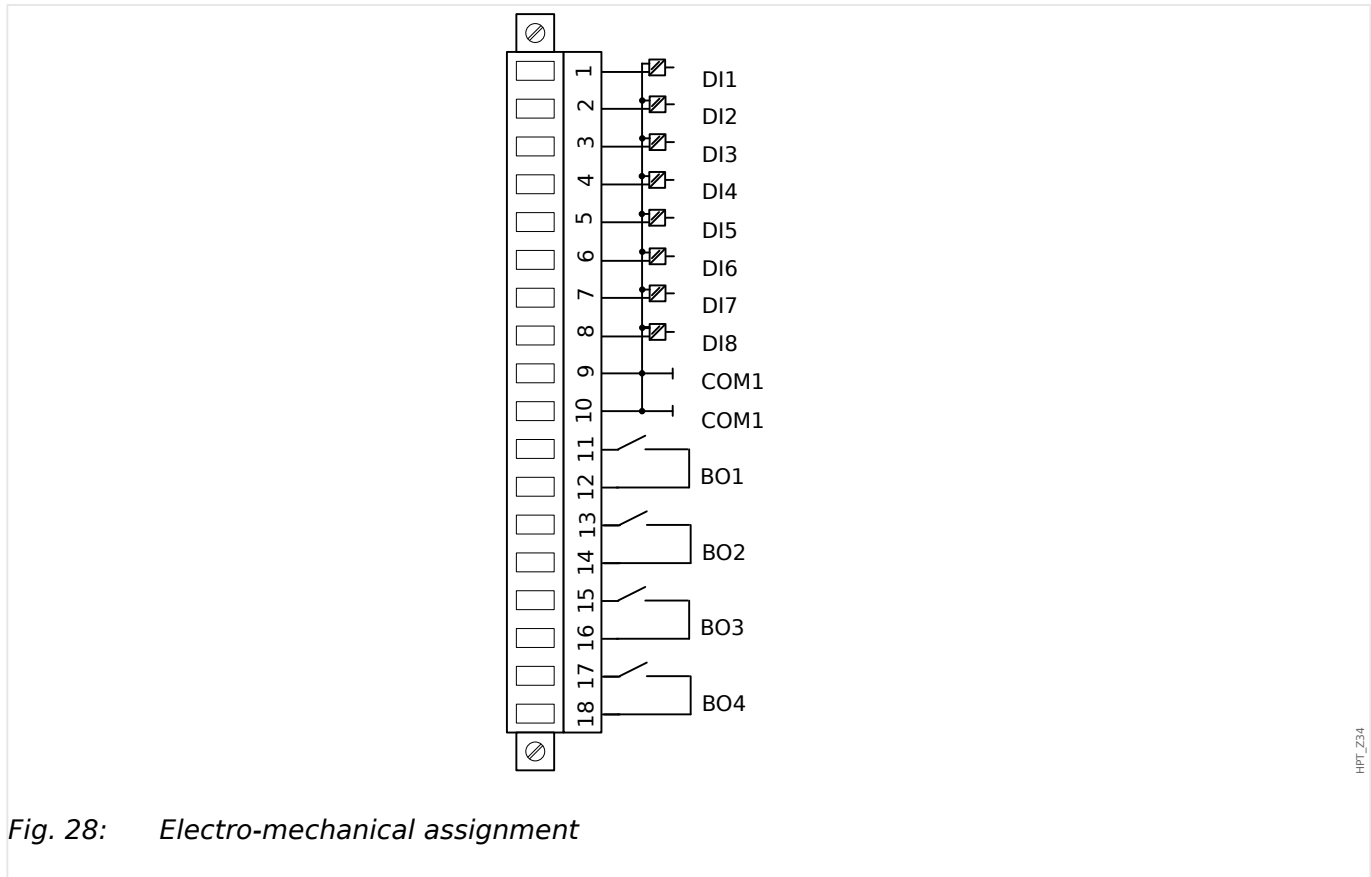 1 DI1
2 DI2
3 DI3
4 DI4
5 DI5
6 DI6
7 DI7
8 DI8
9 COM1
10 COM1
11
12 BO1
13
14 BO2
15
16 BO3
17
18 BO4
HPT_Z34
Fig. 28: Electro-mechanical assignment